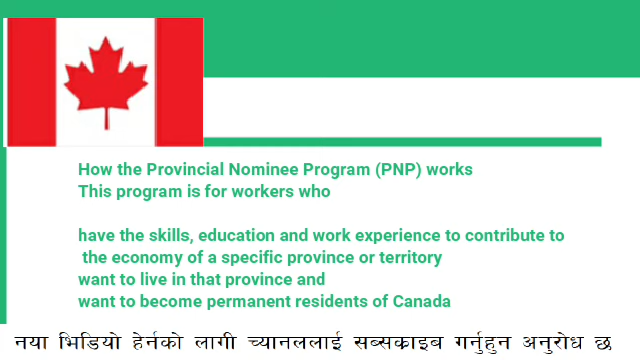 How the Provincial Nominee Program (PNP) works
This program is for workers who
have the skills, education and work experience to contribute to
the economy of a specific province or territory
want to live in that province and
want to become permanent residents of Canada
नया भिडियो हेर्नको लागी च्यानललाई सब्सक्राइब गर्नुहुन अनुरोध छ